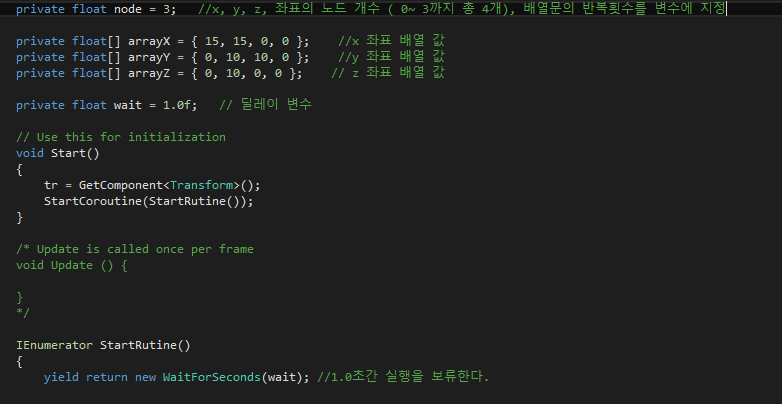 private float node = 3;   //x, y, z, 좌표의 노드 개수 ( 0~ 3까지 총 4개), 배열문의 반복횟수를 변수에 지정
private float[] arrayX = { 15, 15, 0, 0 };    //x 좌표 배열 값
private float[] arrayY = { 0, 10, 10, 0 };    //y 좌표 배열 값
private float[] arrayZ = { 0, 10, 0, 0 };    // z 좌표 배열 값
private float wait = 1.0f;   // 딜레이 변수
// Use this for initialization
void Start()
{
    tr = GetComponent<Transform>();
    StartCoroutine(StartRutine());
}
/* Update is called once per frame
void Update () {
}
*/
IEnumerator StartRutine()
{
    yield return new WaitForSeconds(wait); //1.0초간 실행을 보류한다.